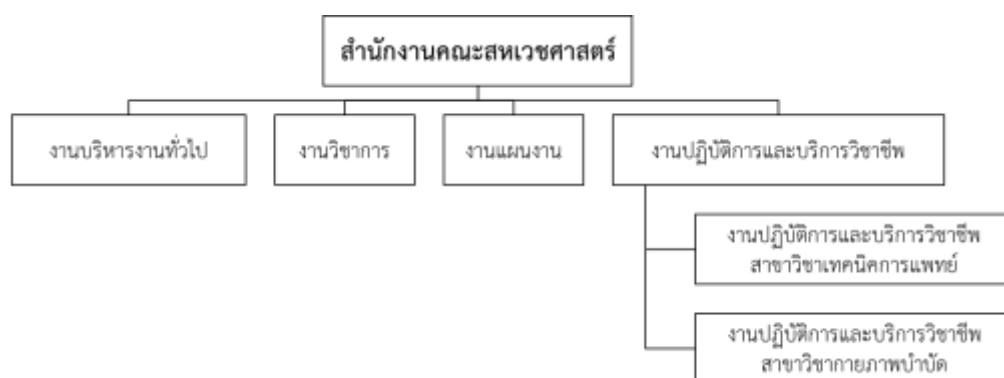 สำนักงานคณะสหเวชศาสตร์
งานบริหารงานทั่วไป
งานวิชาการ
งานแผนงาน
งานปฏิบัติการและบริการวิชาชีพ
งานปฏิบัติการและบริการวิชาชีพ
สาขาวิชาเทคนิคการแพทย์
งานปฏิบัติการและบริการวิชาชีพ
สาขาวิชากายภาพบำบัด